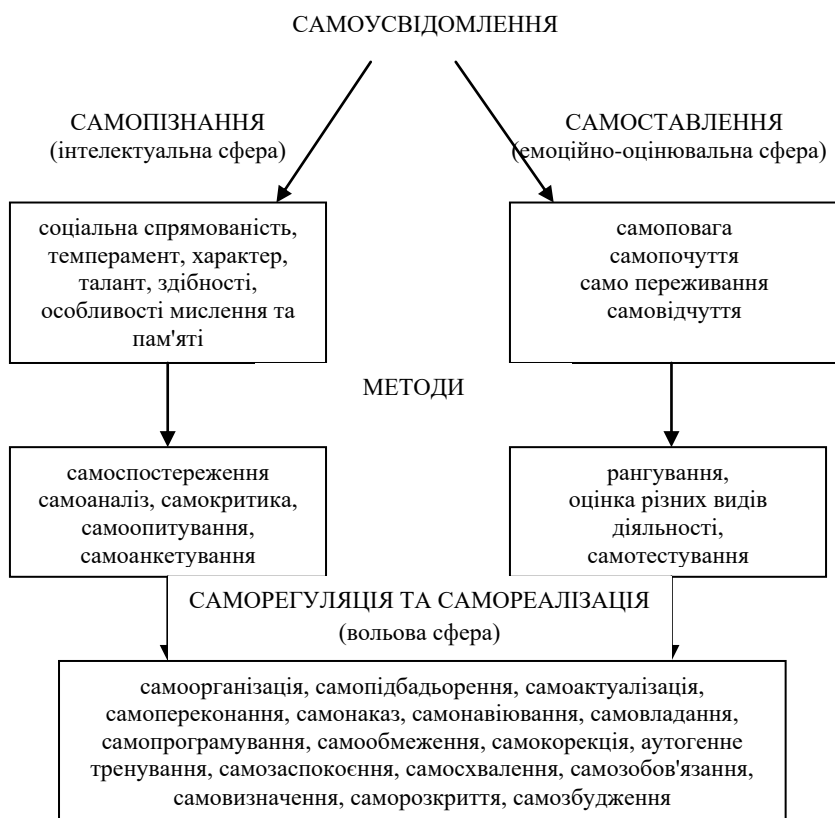 САМОУСВІДОМЛЕННЯ
САМОПІЗНАННЯ
(інтелектуальна сфера)
САМОСТАВЛЕННЯ
(емоційно-оцінювальна сфера)
соціальна спрямованість,
темперамент, характер,
талант, здібності,
особливості мислення та
пам'яті
самоповага
самопочуття
само переживання
самовідчуття
МЕТОДИ
самоспостереження
самоаналіз, самокритика,
самоопитування,
самоанкетування
рангування,
оцінка різних видів
діяльності,
самотестування
САМОРЕГУЛЯЦІЯ ТА САМОРЕАЛІЗАЦІЯ
(вольова сфера)
самоорганізація, самопідбадьорення, самоактуалізація,
самопереконання, самонаказ, самонавіювання, самовладання,
самопрограмування, самообмеження, самокорекція, аутогенне
тренування, самозаспокоєння, самосхвалення, самозобов'язання,
самовизначення, саморозкриття, самозбудження